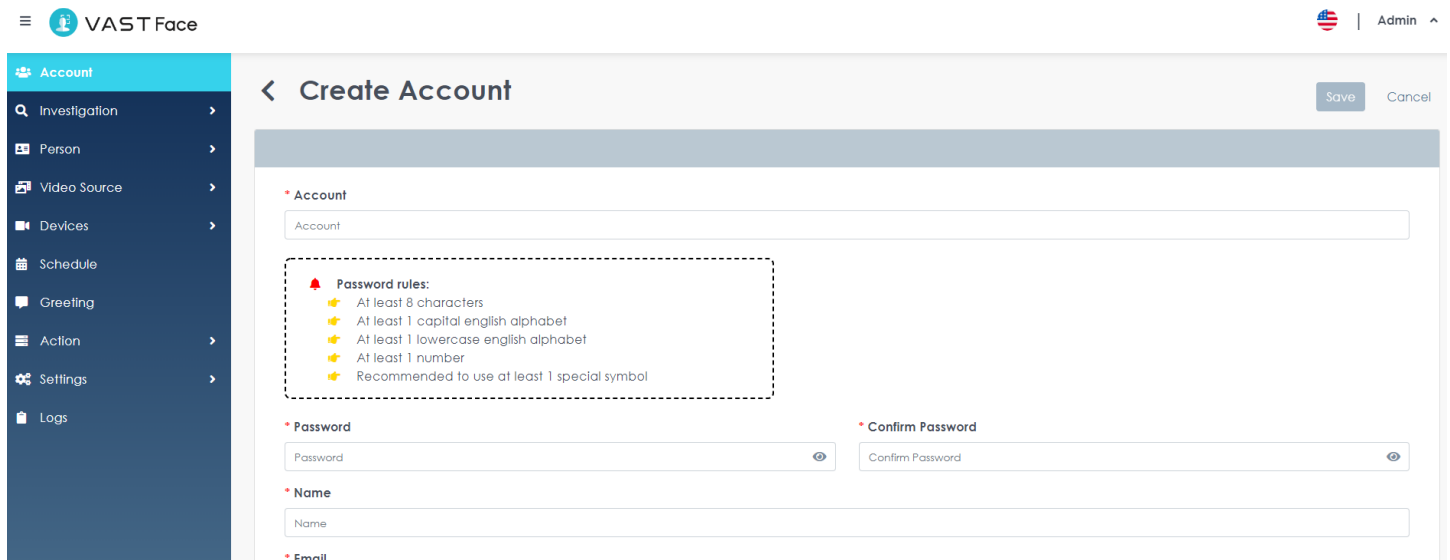 VAST Face
Admin
Account
Investigation
Person
Video Source
Devices
Schedule
Greeting
Action
Settings
Logs
Create Account
Save Cancel
* Account
Account
Password rules:
At least 8 characters
At least 1 capital english alphabet
At least 1 lowercase english alphabet
At least 1 number
Recommended to use at least 1 special symbol
* Password * Confirm Password
Password Confirm Password
* Name
Name
* Email